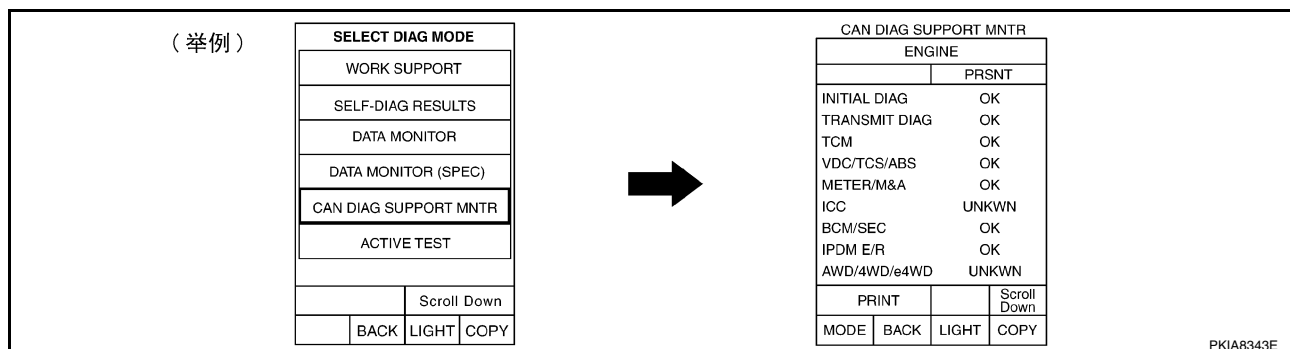 （举例）
SELECT DIAG MODE
WORK SUPPORT
SELF-DIAG RESULTS
DATA MONITOR
DATA MONITOR (SPEC)
CAN DIAG SUPPORT MNTR
ACTIVE TEST
Scroll Down
BACK LIGHT COPY
CAN DIAG SUPPORT MNTR
ENGINE
PRSNT
INITIAL DIAG OK
TRANSMIT DIAG OK
TCM OK
VDC/TCS/ABS OK
METER/M&A OK
ICC UNKWN
BCM/SEC OK
IPDM E/R OK
AWD/4WD/e4WD UNKWN
PRINT Scroll
Down
MODE BACK LIGHT COPY
PKIA8343E